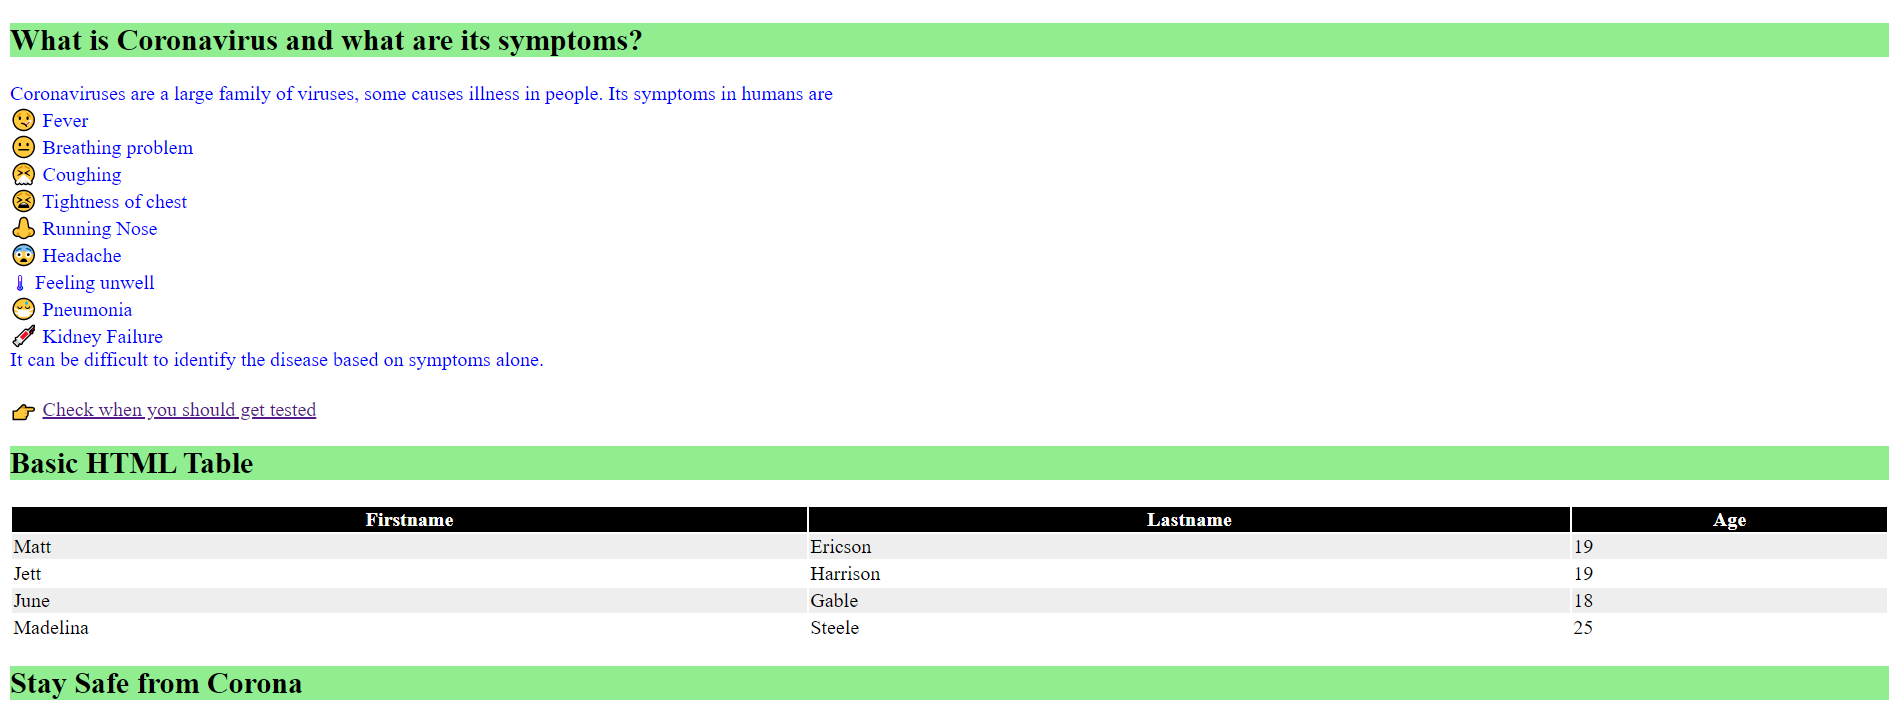 What is Coronavirus and what are its symptoms?
Coronaviruses are a large family of viruses, some causes illness in people. Its symptoms in humans are
🤒 Fever
😐 Breathing problem
😷 Coughing
😫 Tightness of chest
👃 Running Nose
😨 Headache
🌡 Feeling unwell
😷 Pneumonia
💉 Kidney Failure
It can be difficult to identify the disease based on symptoms alone.
👉 Check when you should get tested
Basic HTML Table
Firstname Lastname Age
Matt Ericson 19
Jett Harrison 19
June Gable 18
Madelina Steele 25
Stay Safe from Corona